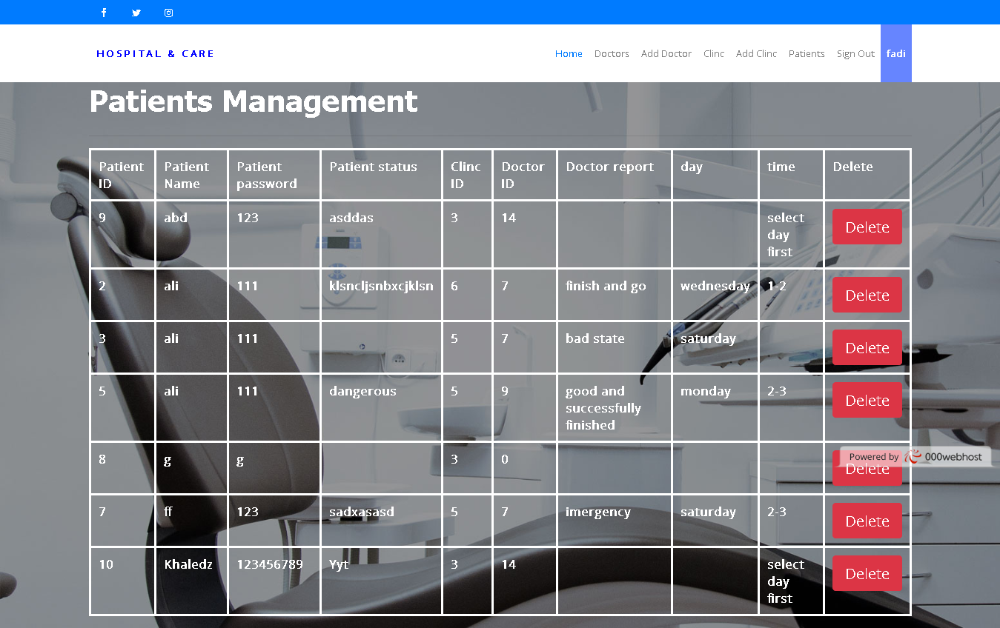 HOSPITAL & CARE
Home Doctors Add Doctor Clinc Add Clinc Patients Sign Out fadi
Patients Management
Patient ID Patient Name Patient password Patient status Clinc ID Doctor ID Doctor report day time Delete
9 abd 123 asddas 3 14 select day first Delete
2 ali 111 klsncljsnbxcjklsn 6 7 finish and go wednesday 1-2 Delete
3 ali 111 5 7 bad state saturday Delete
5 ali 111 dangerous 5 9 good and successfully finished monday 2-3 Delete
8 g g 3 0 Delete
Powered by 000webhost
7 ff 123 sadxasasd 5 7 imergency saturday 2-3 Delete
10 Khaledz 123456789 Yyt 3 14 select day first Delete